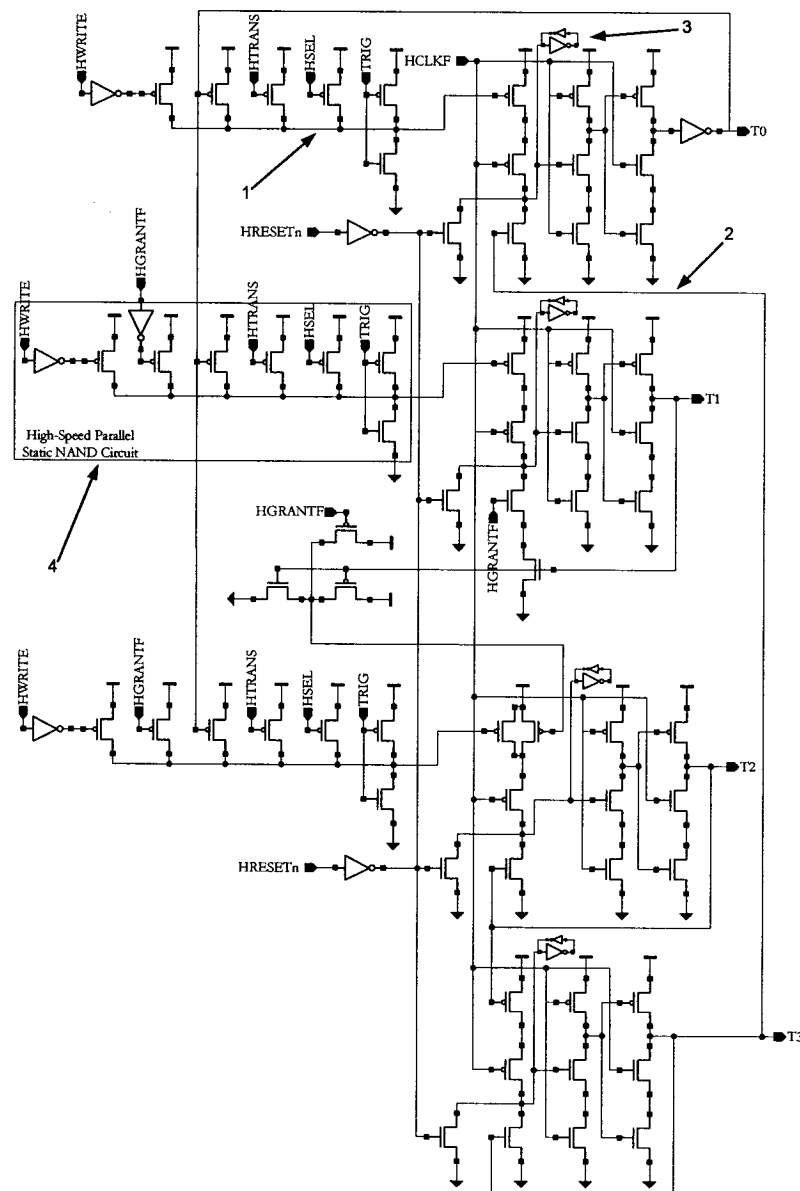 3
HWRITE
HTRANS
HSEL
TRIG
HCLKF
T0
1
HGRANTF
HRESETn
2
HWRITE
HTRANS
HSEL
TRIG
T1
High-Speed Parallel
Static NAND Circuit
4
HGRANTF
HGRANTF
HWRITE
HGRANTF
HTRANS
HSEL
TRIG
T2
HRESETn
T3